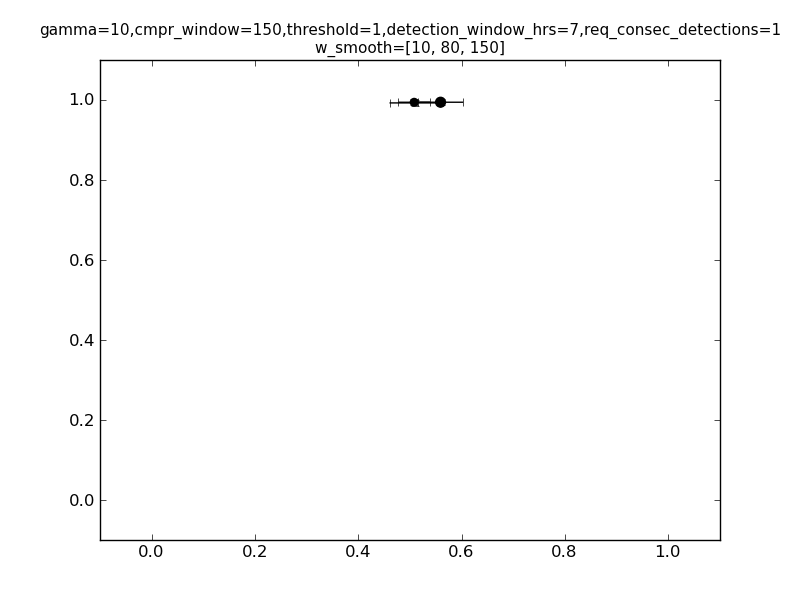 gamma=10,cmpr_window=150,threshold=1,detection_window_hrs=7,req_consec_detections=1
w_smooth=[10, 80, 150]
1.0
0.8
0.6
0.4
0.2
0.0
0.0 0.2 0.4 0.6 0.8 1.0